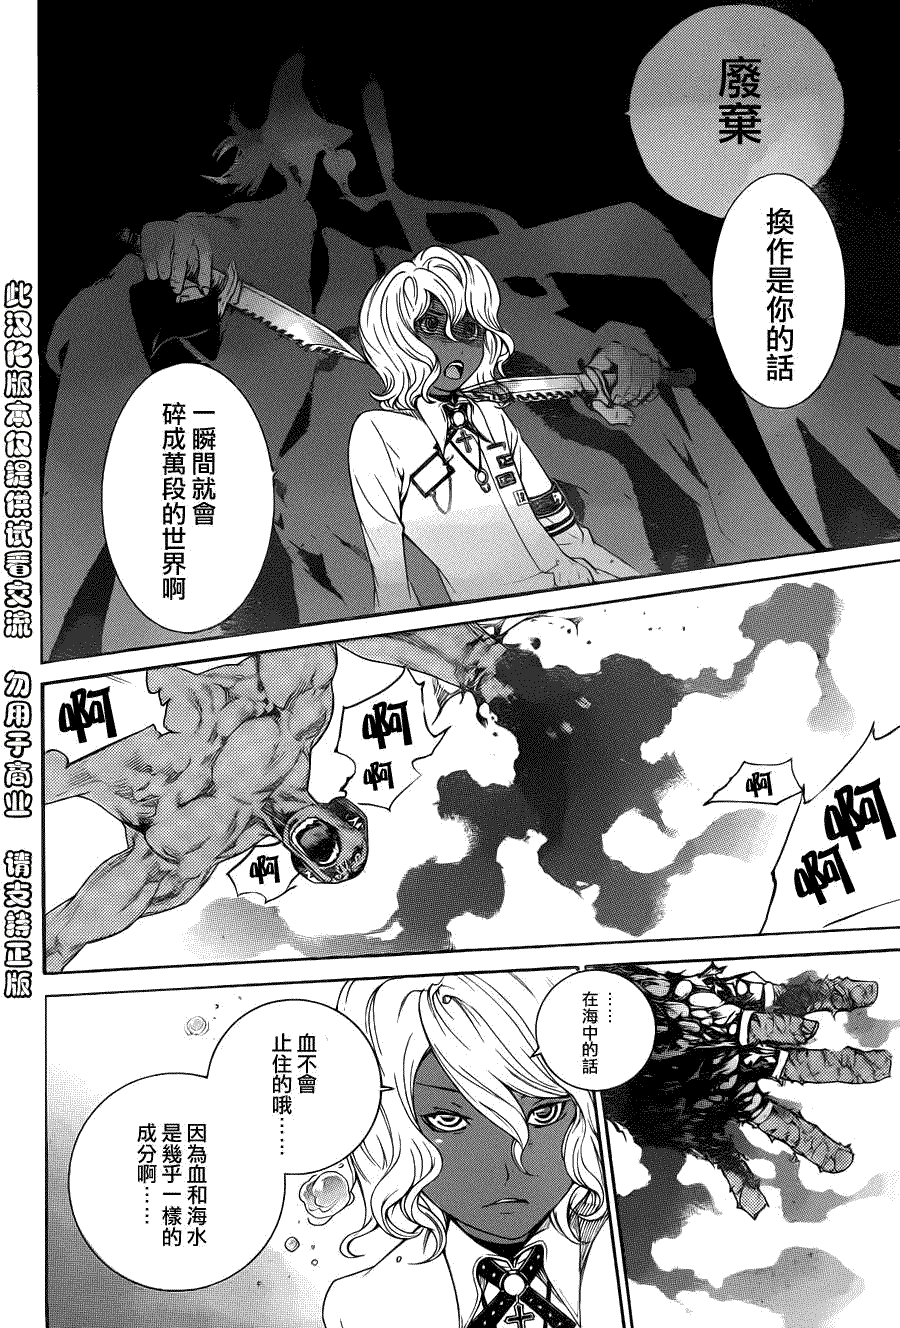 廢棄
換作是你的話
一瞬間就會
碎成萬段的世界啊
啊
啊
啊
啊
啊
啊
啊
啊
……
在海中的話
血不會
止住的哦……
因為血和海水
是幾乎一樣的
成分啊……
此汉化版本仅提供试看交流 勿用于商业 请支持正版